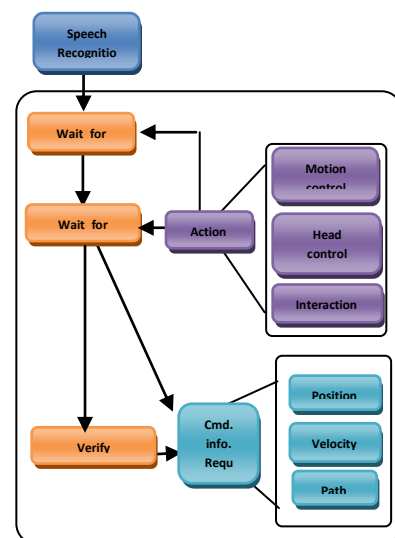 Speech
Recognitio
Wait for
Motion
control
Wait for
Action
Head
control
Interaction
Position
Cmd.
info.
Requ
Velocity
Verify
Path